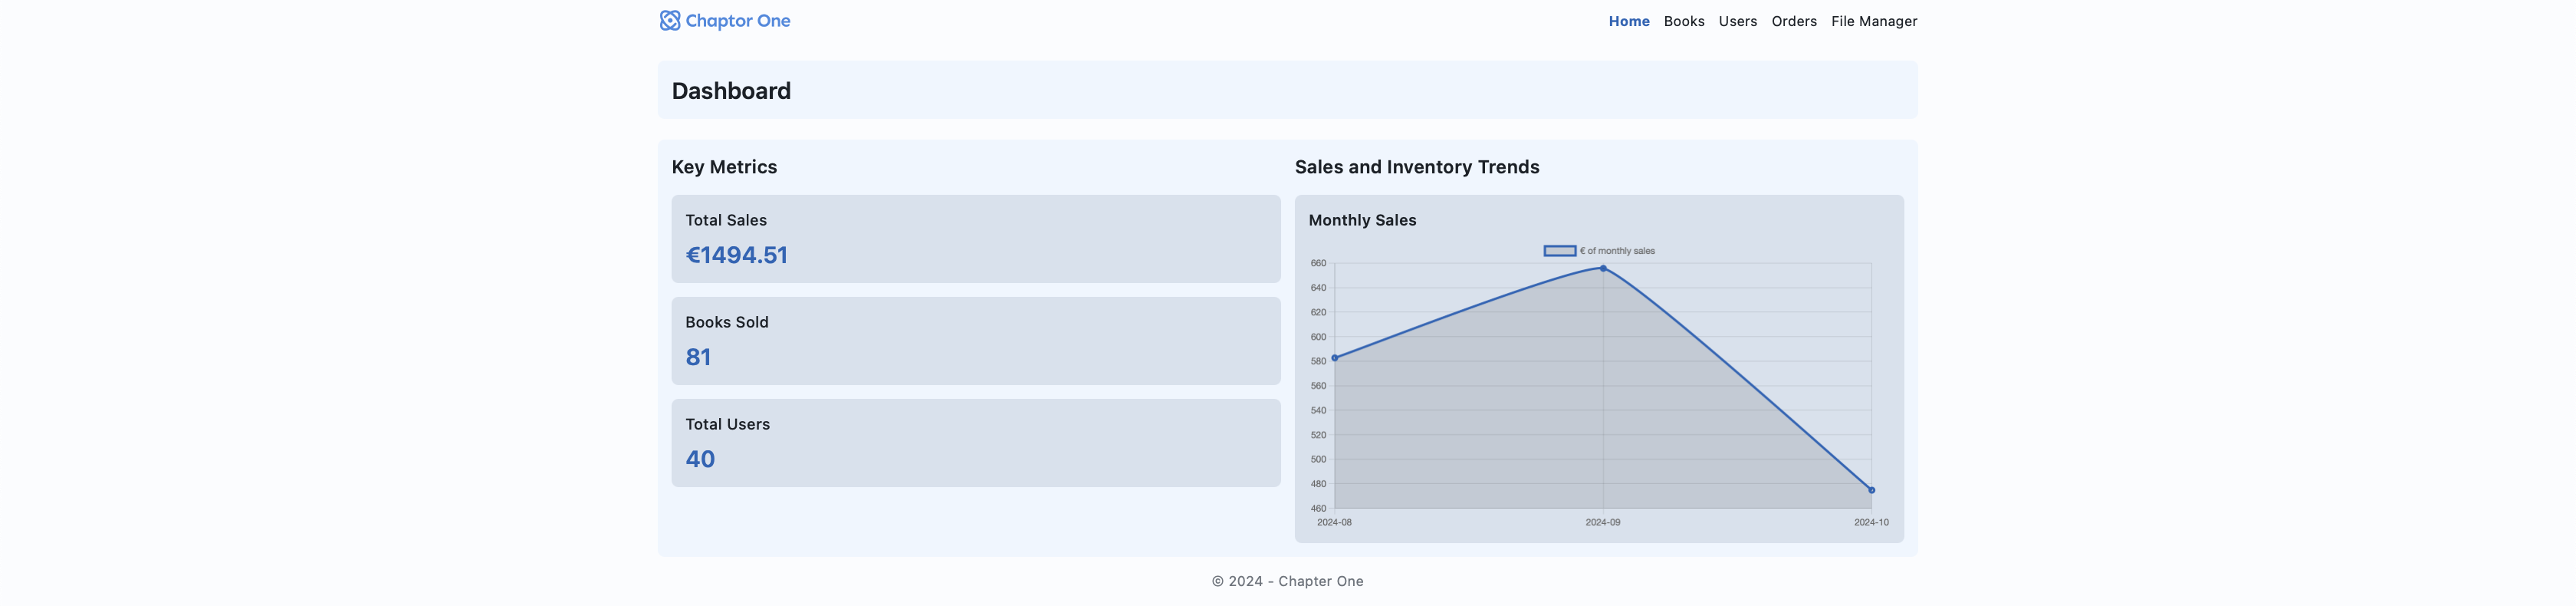 Chaptor One
Home Books Users Orders File Manager
Dashboard
Key Metrics
Total Sales
€1494.51
Books Sold
81
Total Users
40
Sales and Inventory Trends
Monthly Sales
€ of monthly sales
660
640
620
600
580
560
540
520
500
480
460
2024-08 2024-09 2024-10
© 2024 - Chapter One